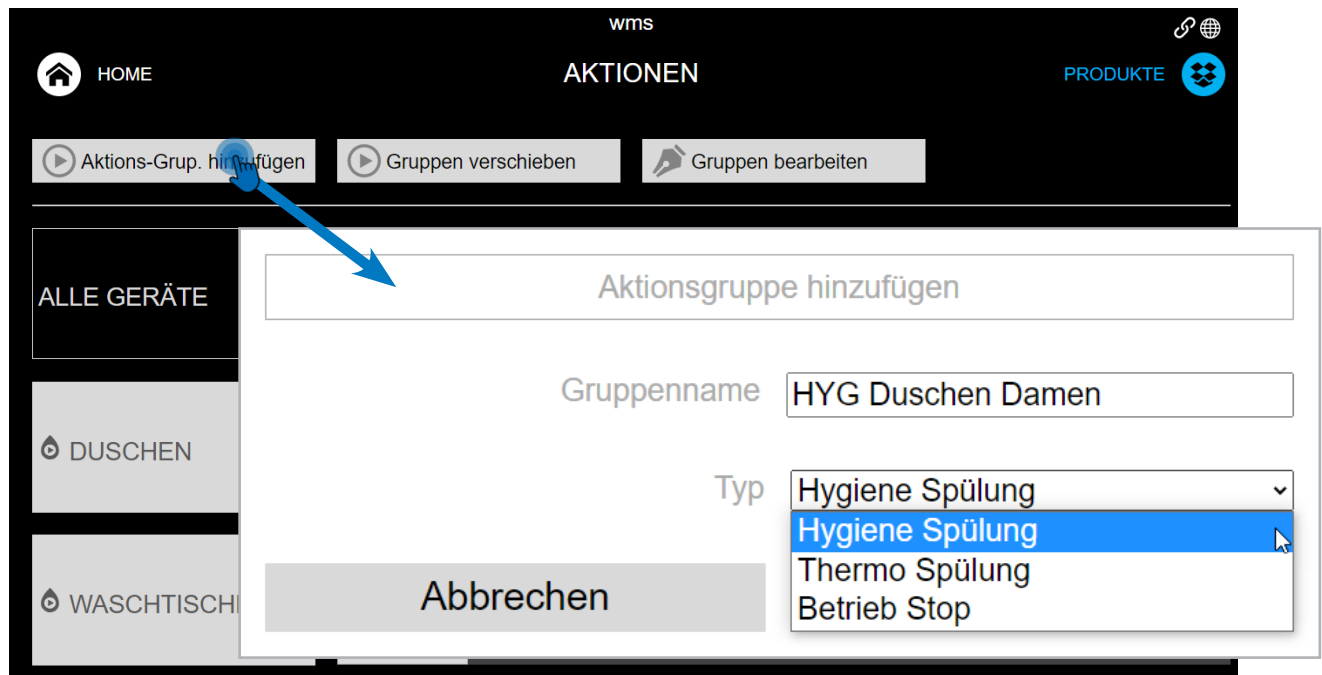 wms
HOME
AKTIONEN
PRODUKTE
Aktions-Grup. hinzufügen
Gruppen verschieben
Gruppen bearbeiten
ALLE GERÄTE
Aktionsgruppe hinzufügen
Gruppenname
HYG Duschen Damen
DUSCHEN
Typ
Hygiene Spülung
Hygiene Spülung
Thermo Spülung
Betrieb Stop
Abbrechen
WASCHTISCH